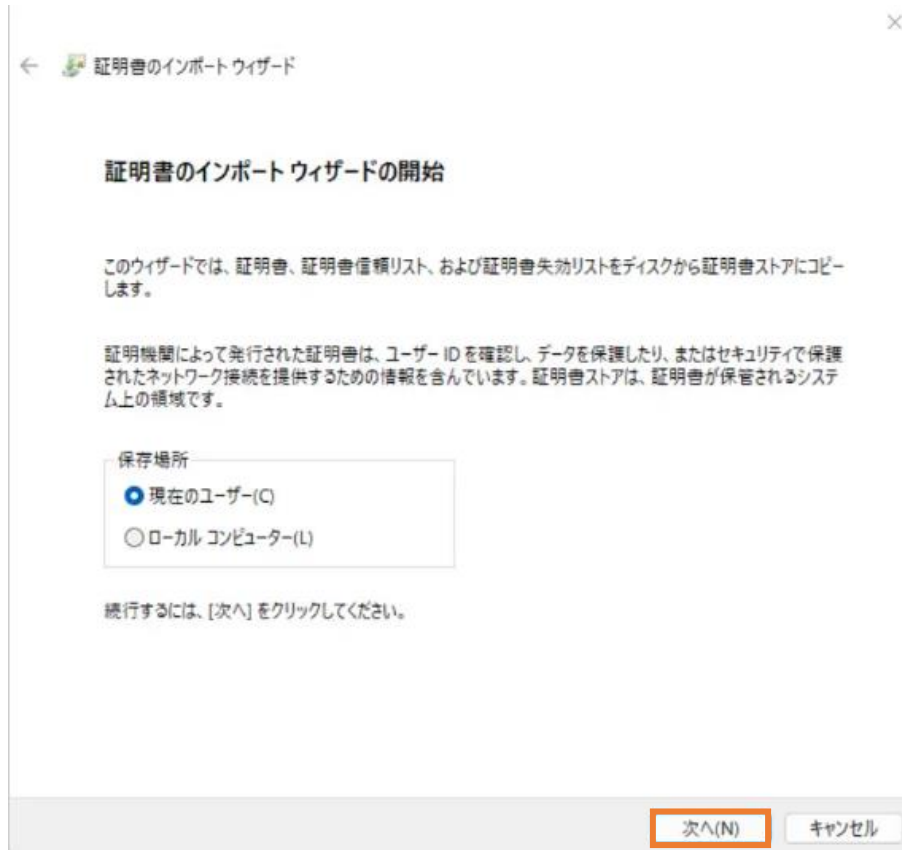 証明書のインポート ウィザード
証明書のインポート ウィザードの開始
このウィザードでは、証明書、証明書信頼リスト、および証明書失効リストをディスクから証明書ストアにコピー
します。
証明機関によって発行された証明書は、ユーザー ID を確認し、データを保護したり、またはセキュリティで保護
されたネットワーク接続を提供するための情報を含んでいます。証明書ストアは、証明書が保管されるシステ
ム上の領域です。
保存場所
現在のユーザー(C)
ローカル コンピューター(L)
続行するには、[次へ] をクリックしてください。
次へ(N)
キャンセル